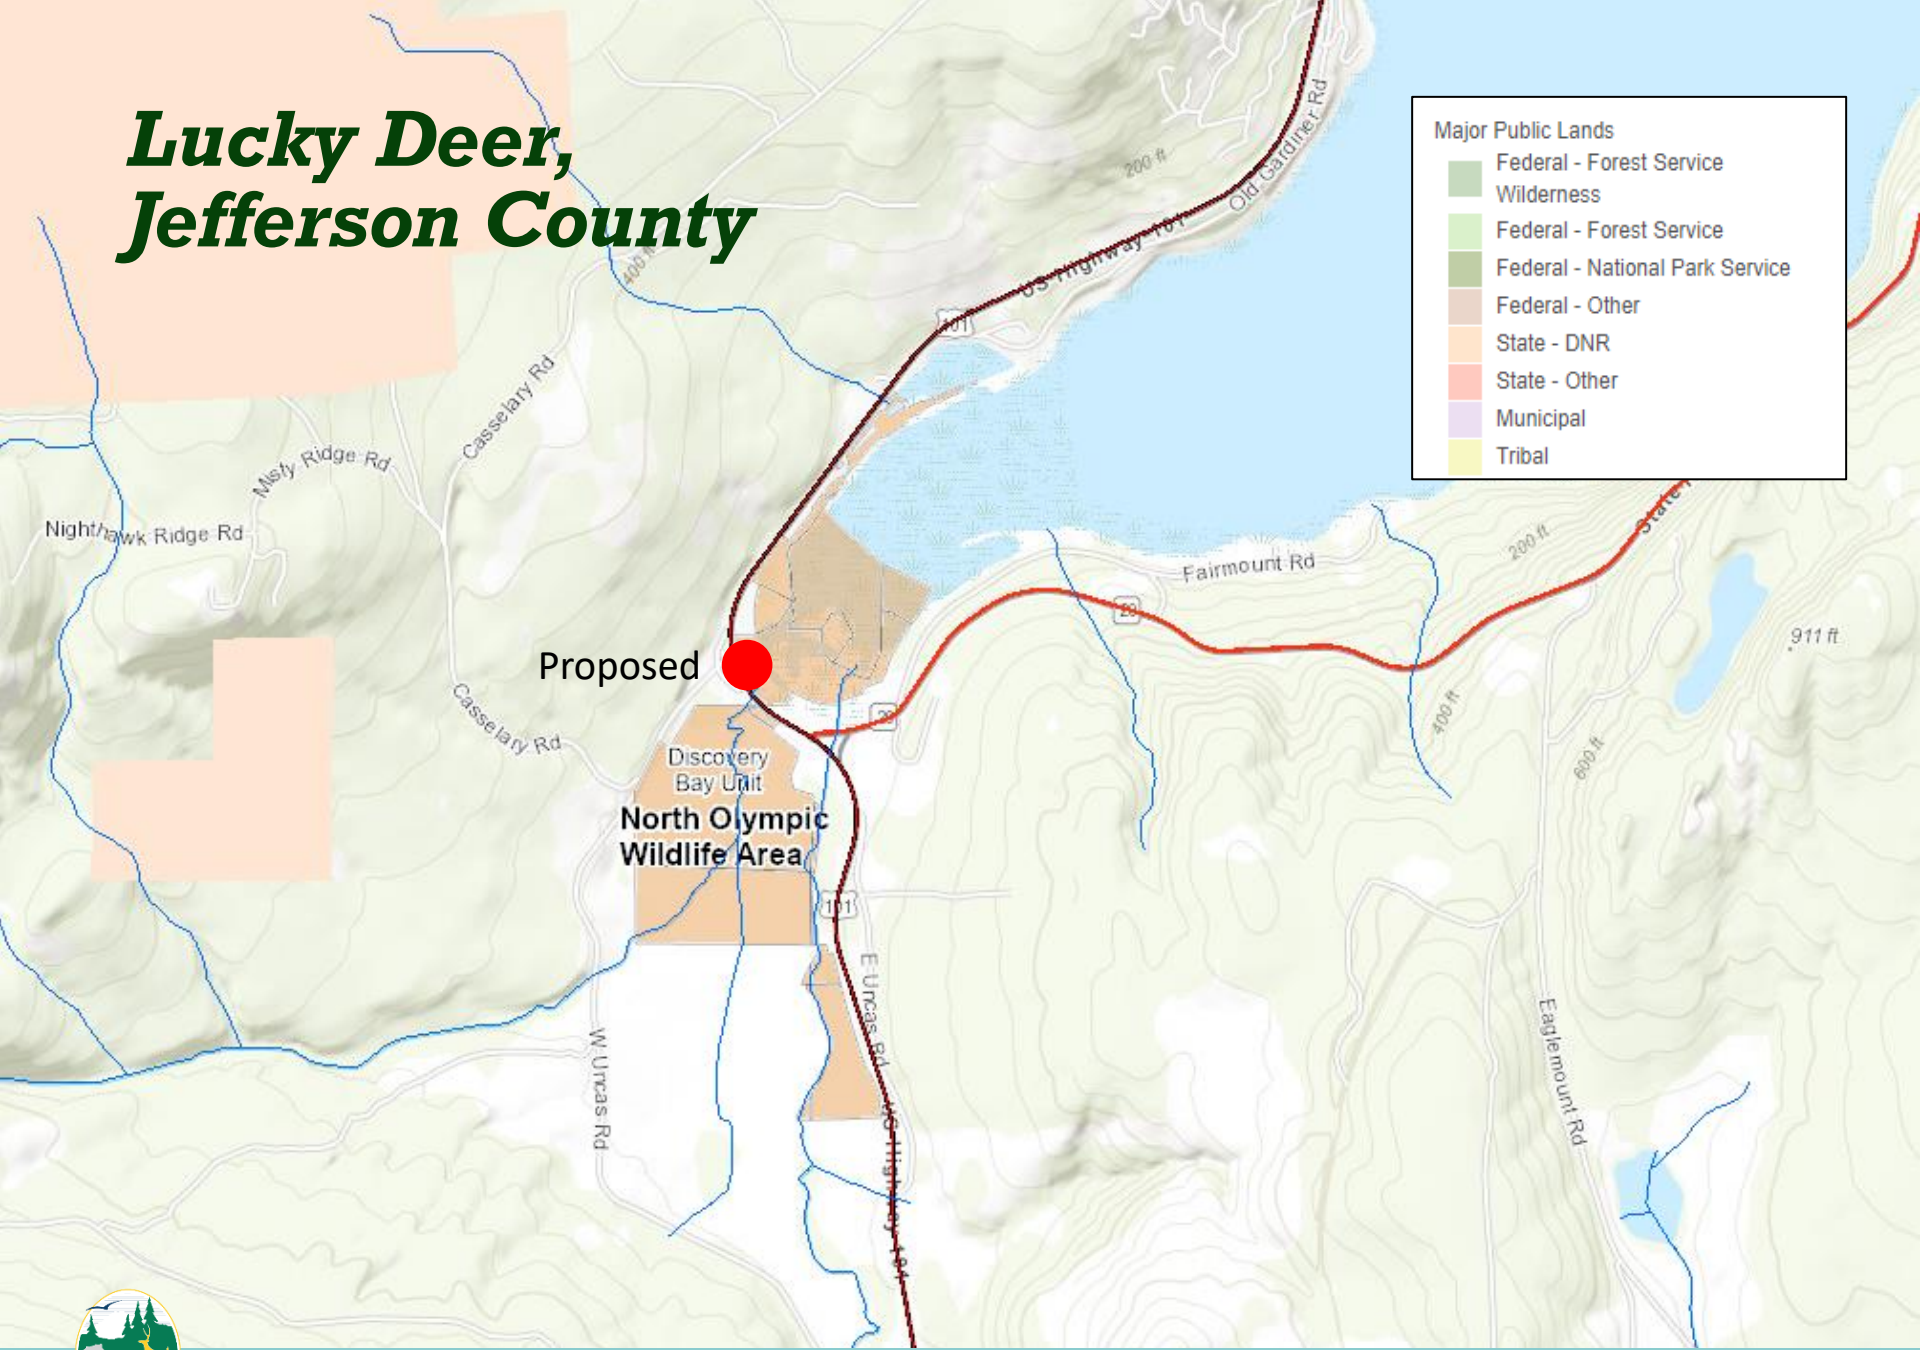 Lucky Deer,
Jefferson County
Major Public Lands
Federal - Forest Service
Wilderness
Federal - Forest Service
Federal - National Park Service
Federal - Other
State - DNR
State - Other
Municipal
Tribal
200 ft
Old Gardiner Rd
US Highway 101
400 ft
101
Casselary Rd
Misty Ridge Rd
Nighthawk Ridge Rd
State
200 ft
Fairmount Rd
20
911 ft
Proposed
Casselary Rd
20
400 ft
600 ft
Discovery
Bay Unit
North Olympic
Wildlife Area
101
E Uncas Rd
W Uncas Rd
Eaglemount Rd
US Highway 101